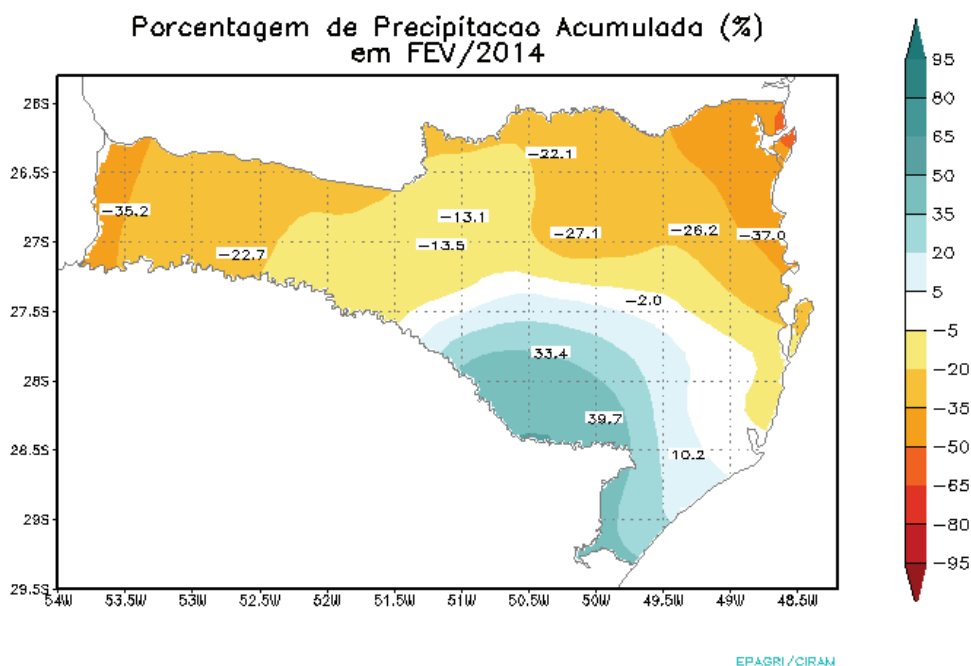 Porcentagem de Precipitacao Acumulada (%)
em FEV/2014
95
80
65
50
35
20
5
-5
-20
-35
-50
-65
-80
-95
28S
26.5S
27S
27.5S
28S
28.5S
29S
29.5S
54W
53.5W
53W
52.5W
52W
51.5W
51W
50.5W
50W
49.5W
49W
48.5W
-22.1
-35.2
-13.1
-27.1
-26.2
-37.0
-13.5
-22.7
-2.0
33.4
39.7
10.2
EPAGRI/CIRAM